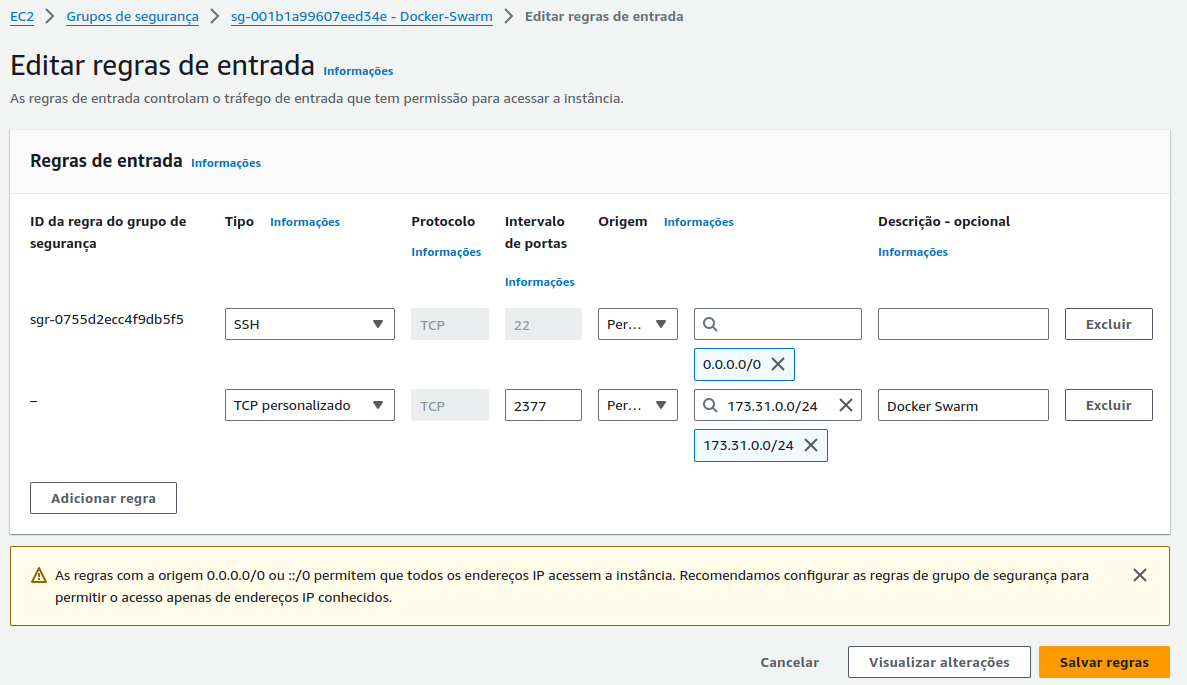 EC2 > Grupos de segurança > sg-001b1a99607eed34e - Docker-Swarm > Editar regras de entrada
Editar regras de entrada Informações
As regras de entrada controlam o tráfego de entrada que tem permissão para acessar a instância.
Regras de entrada Informações
ID da regra do grupo de segurança
Tipo Informações
Protocolo
Informações
Intervalo de portas
Informações
Origem Informações
Descrição - opcional
Informações
sgr-0755d2ecc4f9db5f5 SSH TCP 22 Per... Excluir
0.0.0.0/0
– TCP personalizado TCP 2377 Per... 173.31.0.0/24 Docker Swarm Excluir
173.31.0.0/24
Adicionar regra
As regras com a origem 0.0.0.0/0 ou ::/0 permitem que todos os endereços IP acessem a instância. Recomendamos configurar as regras de grupo de segurança para
permitir o acesso apenas de endereços IP conhecidos.
Cancelar Visualizar alterações Salvar regras